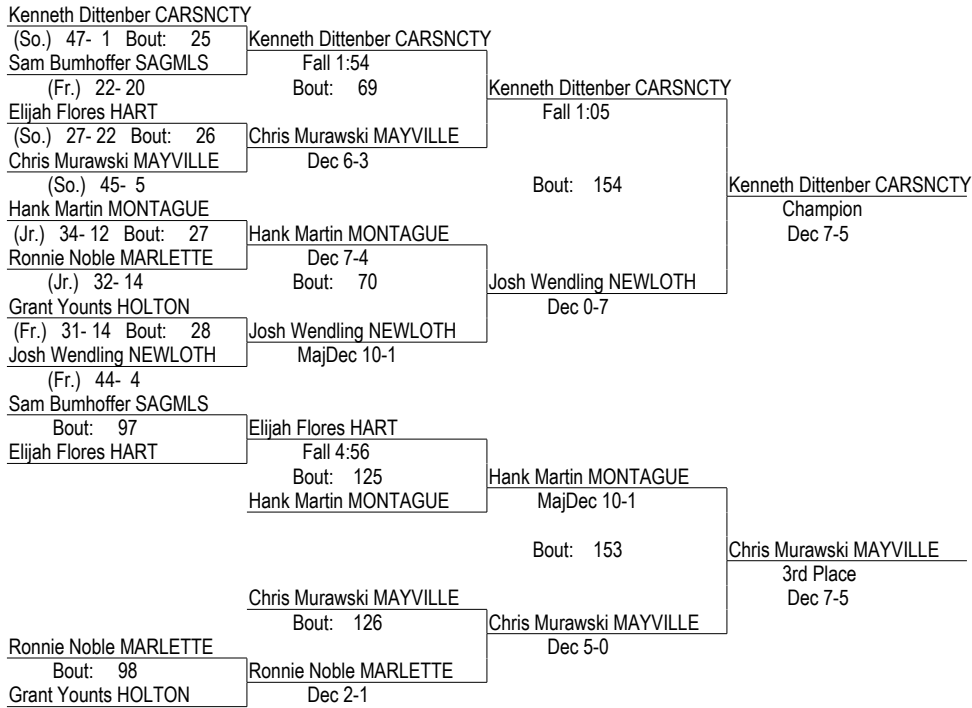 Kenneth Dittenber CARSNCTY
(So.) 47- 1 Bout: 25 Kenneth Dittenber CARSNCTY
Sam Bumhoffer SAGMLS Fall 1:54
(Fr.) 22- 20 Bout: 69 Kenneth Dittenber CARSNCTY
Elijah Flores HART Fall 1:05
(So.) 27- 22 Bout: 26 Chris Murawski MAYVILLE
Chris Murawski MAYVILLE Dec 6-3
(So.) 45- 5 Bout: 154 Kenneth Dittenber CARSNCTY
Hank Martin MONTAGUE Champion
(Jr.) 34- 12 Bout: 27 Hank Martin MONTAGUE Dec 7-5
Ronnie Noble MARLETTE Dec 7-4
(Jr.) 32- 14 Bout: 70 Josh Wendling NEWLOTH
Grant Younts HOLTON Dec 0-7
(Fr.) 31- 14 Bout: 28 Josh Wendling NEWLOTH
Josh Wendling NEWLOTH MajDec 10-1
(Fr.) 44- 4
Sam Bumhoffer SAGMLS
Bout: 97 Elijah Flores HART
Elijah Flores HART Fall 4:56
Bout: 125 Hank Martin MONTAGUE
Hank Martin MONTAGUE MajDec 10-1
Bout: 153 Chris Murawski MAYVILLE
3rd Place
Chris Murawski MAYVILLE Dec 7-5
Bout: 126 Chris Murawski MAYVILLE
Ronnie Noble MARLETTE Dec 5-0
Bout: 98 Ronnie Noble MARLETTE
Grant Younts HOLTON Dec 2-1